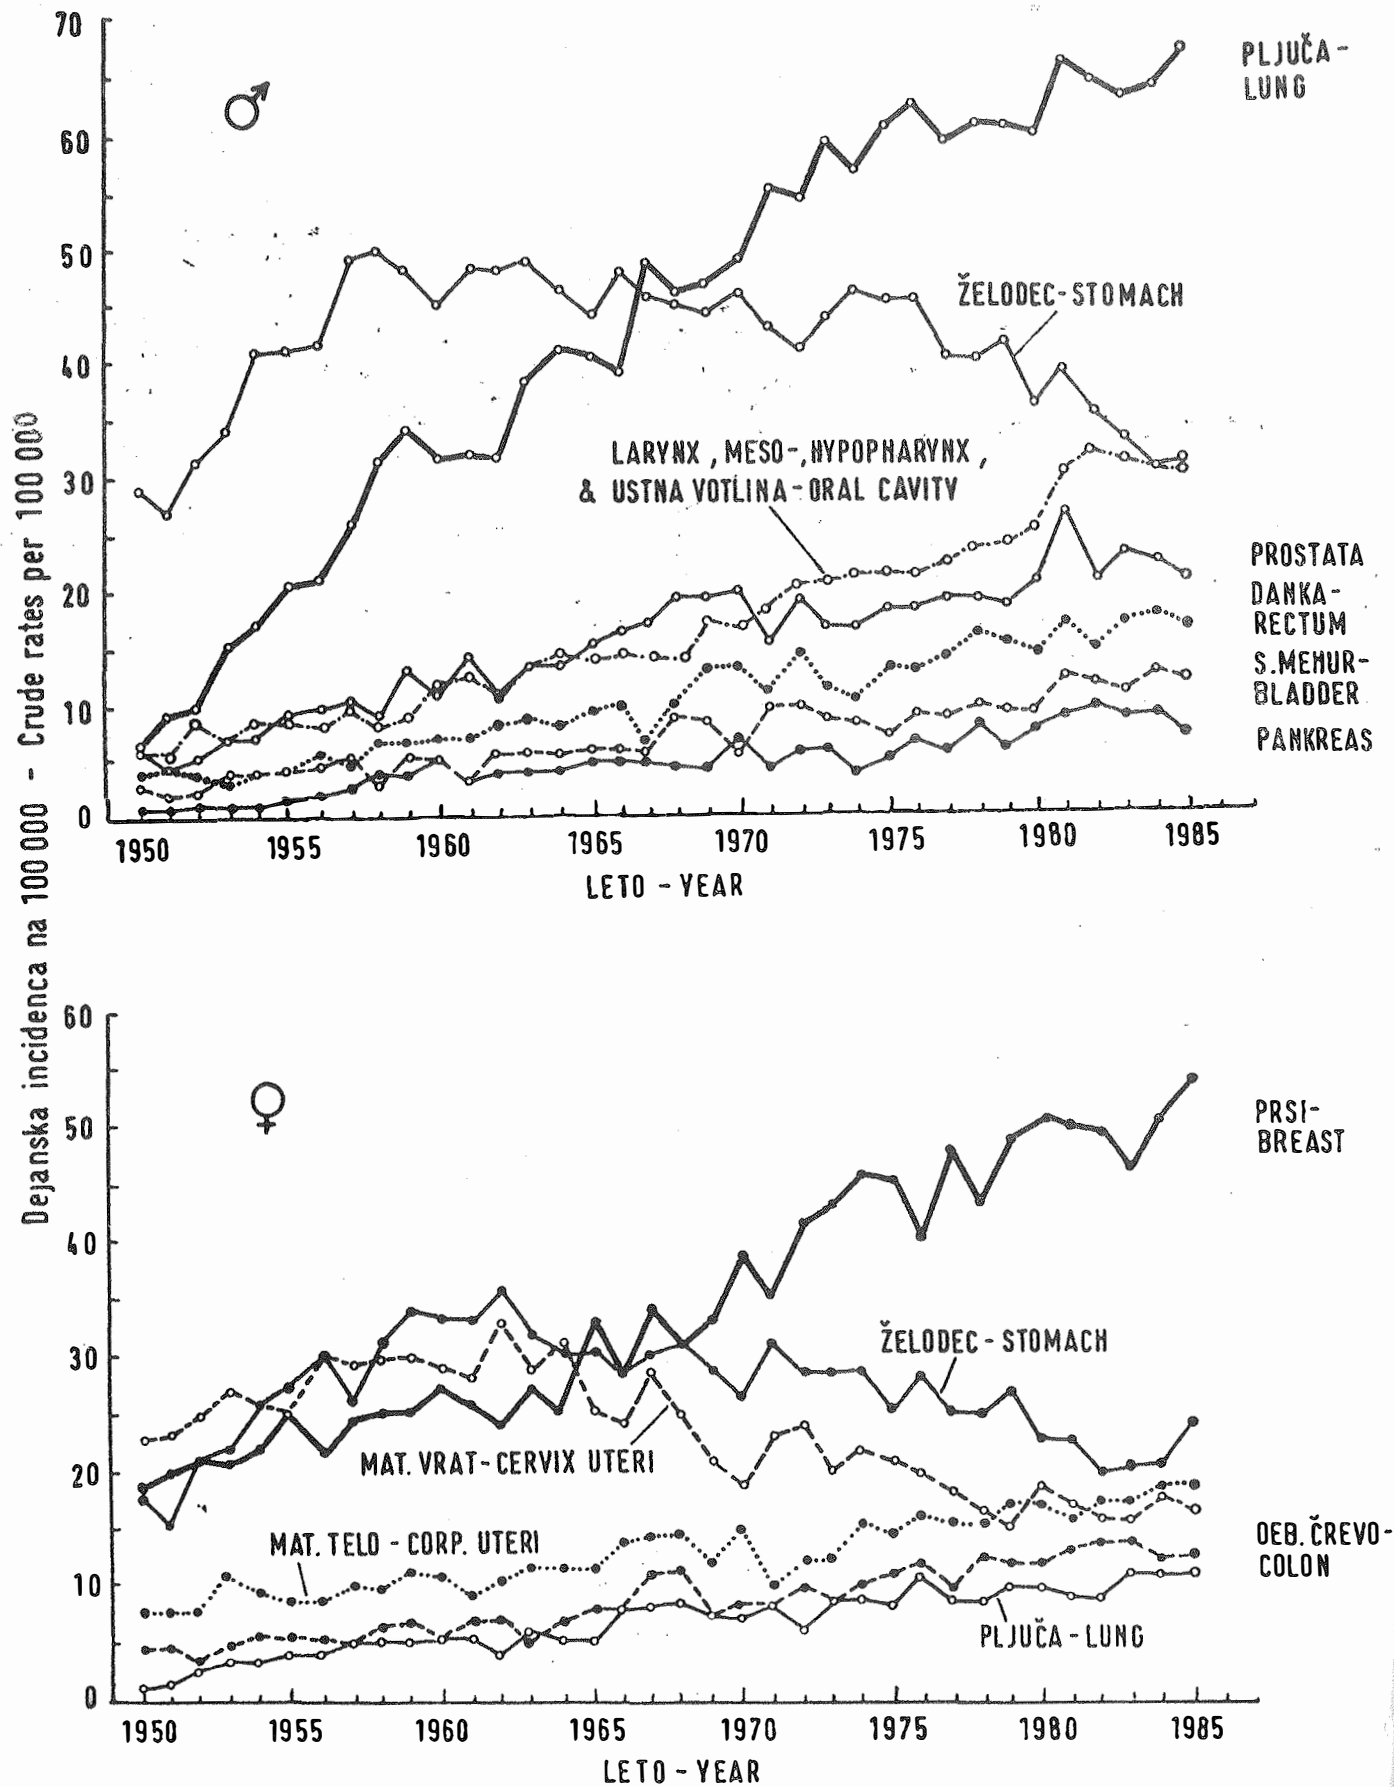 Dejanska incidenca na 100 000 - Crude rates per 100 000
70
60
50
40
30
20
10
0
♂
PLJUČA-
LUNG
ŽELODEC-STOMACH
LARYNX, MESO-, HYPOPHARYNX,
& USTNA VOTLINA-ORAL CAVITY
PROSTATA
DANKA-
RECTUM
S.MEHUR-
BLADDER
PANKREAS
1950 1955 1960 1965 1970 1975 1980 1985
LETO - YEAR
60
50
40
30
20
10
0
♀
PRSI-
BREAST
ŽELODEC - STOMACH
MAT. VRAT-CERVIX UTERI
MAT. TELO - CORP. UTERI
DEB. ČREVO-
COLON
PLJUČA - LUNG
1950 1955 1960 1965 1970 1975 1980 1985
LETO - YEAR